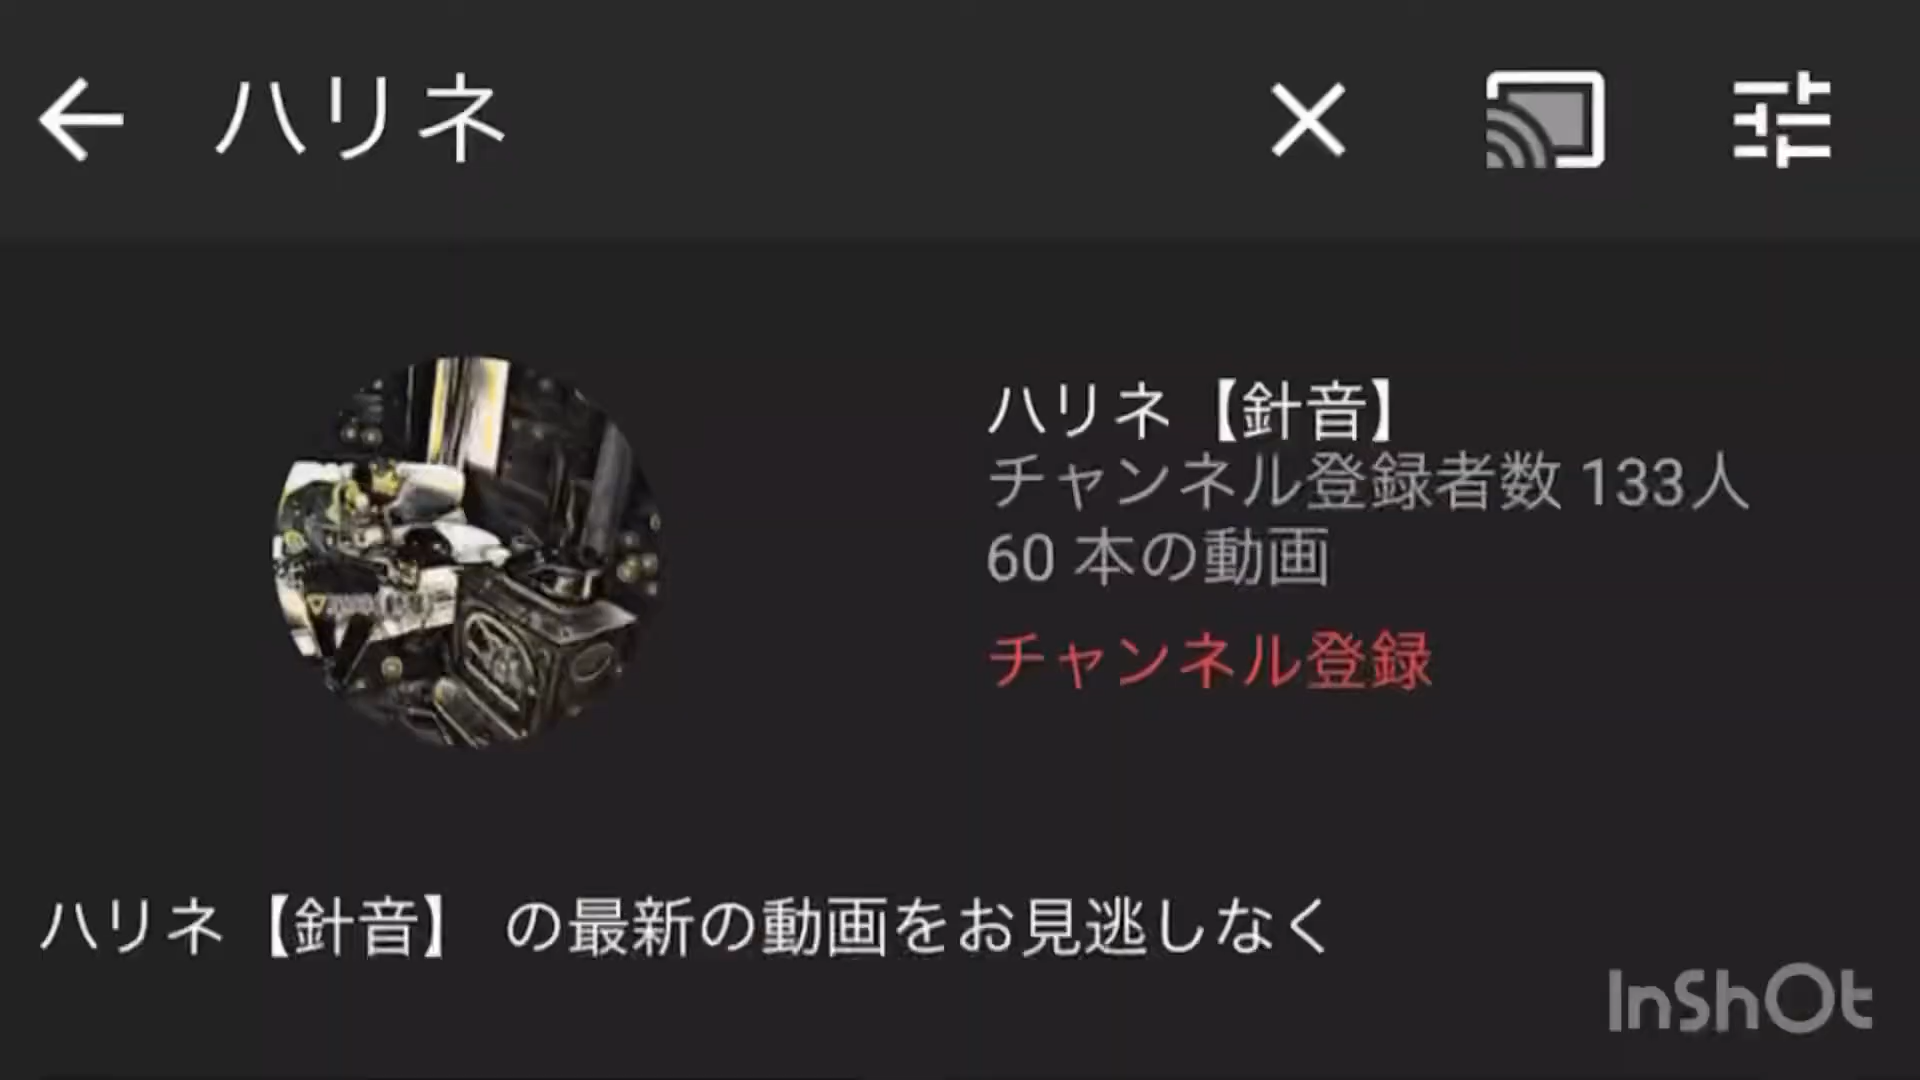 ハリネ
ハリネ【針音】
チャンネル登録者数 133人
60 本の動画
チャンネル登録
ハリネ【針音】 の最新の動画をお見逃しなく
InShOt